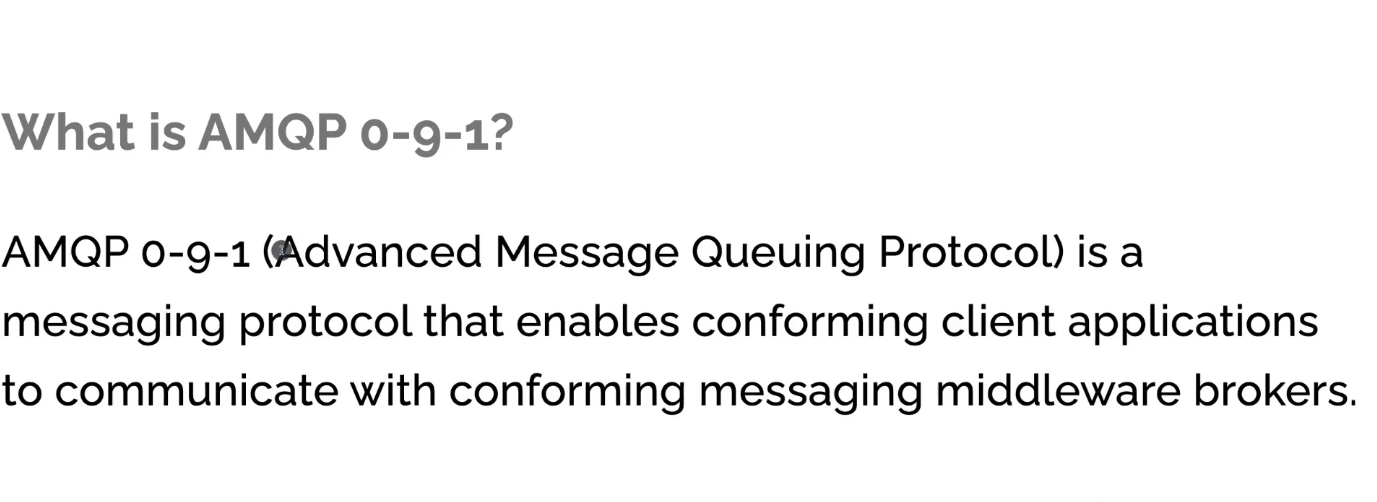 What is AMQP 0-9-1?
AMQP 0-9-1 (Advanced Message Queuing Protocol) is a
messaging protocol that enables conforming client applications
to communicate with conforming messaging middleware brokers.